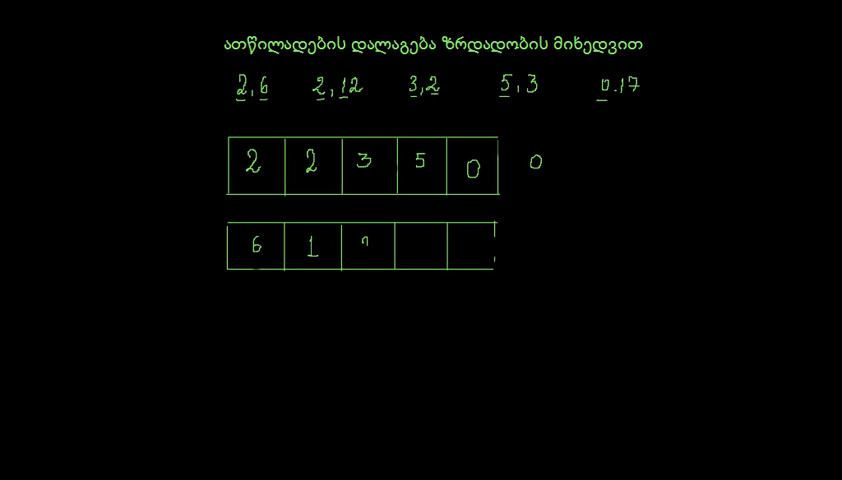 ათწილადების დალაგება ზრდადობის მიხედვით
2,6 2,12 3,2 5,3 0.17
2 2 3 5 0 0
6 1